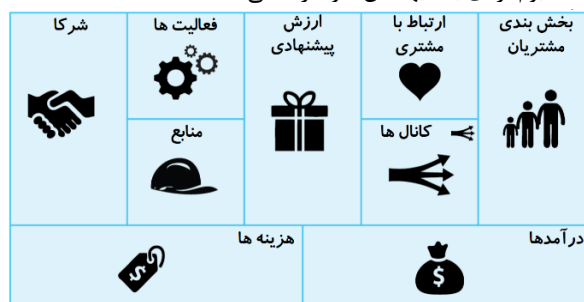 بخش بندی
مشتریان
ارتباط با
مشتری
ارزش
پیشنهادی
فعالیت ها
شرکا
کانال ها
منابع
درآمدها
هزینه ها